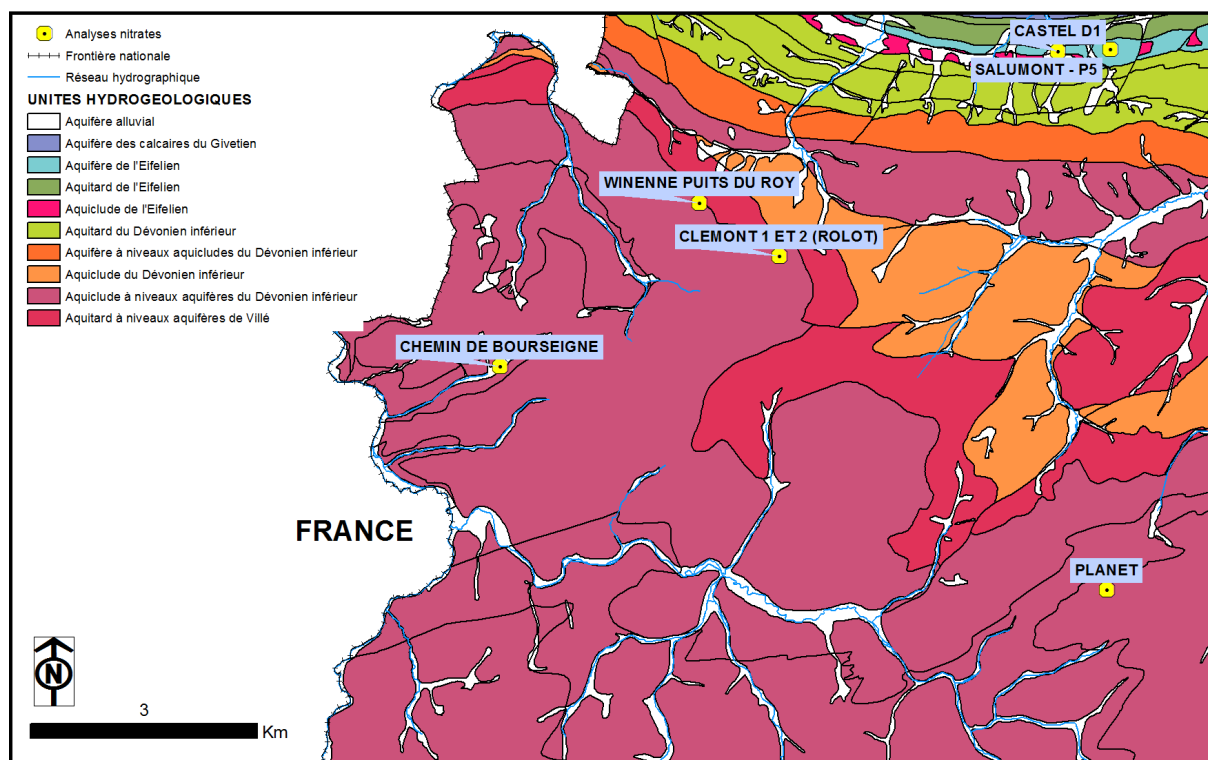 Analyses nitrates
Frontière nationale
Réseau hydrographique
UNITES HYDROGEOLOGIQUES
Aquifère alluvial
Aquifère des calcaires du Givetien
Aquifère de l'Eifelien
Aquitard de l'Eifelien
Aquiclude de l'Eifelien
Aquitard du Dévonien inférieur
Aquifère à niveaux aquicludes du Dévonien inférieur
Aquiclude du Dévonien inférieur
Aquiclude à niveaux aquifères du Dévonien inférieur
Aquitard à niveaux aquifères de Villé
CASTEL D1
SALUMONT - P5
WINENNE PUITS DU ROY
CLEMONT 1 ET 2 (ROLOT)
CHEMIN DE BOURSEIGNE
FRANCE
PLANET
N
3
Km